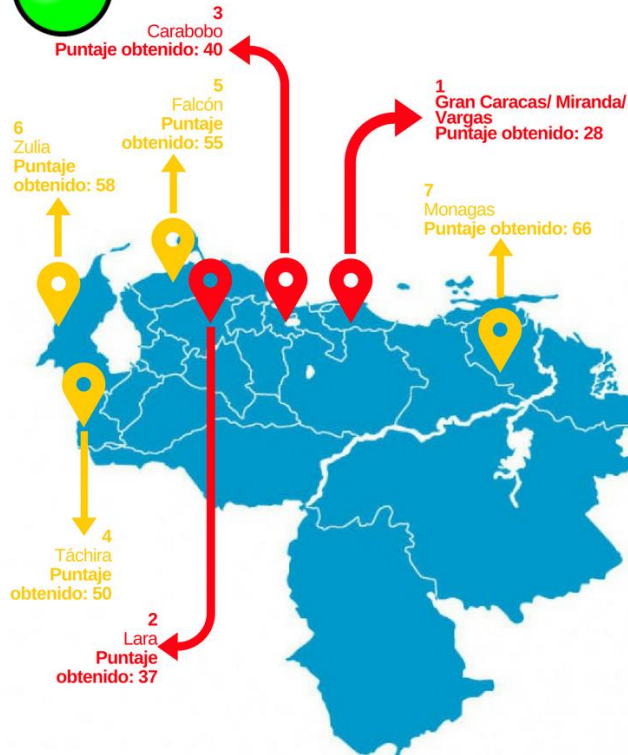 3
Carabobo
Puntaje obtenido: 40
1
Gran Caracas/ Miranda/
Vargas
Puntaje obtenido: 28
5
Falcón
Puntaje
obtenido: 55
6
Zulia
Puntaje
obtenido: 58
7
Monagas
Puntaje obtenido: 66
4
Táchira
Puntaje
obtenido: 50
2
Lara
Puntaje
obtenido: 37